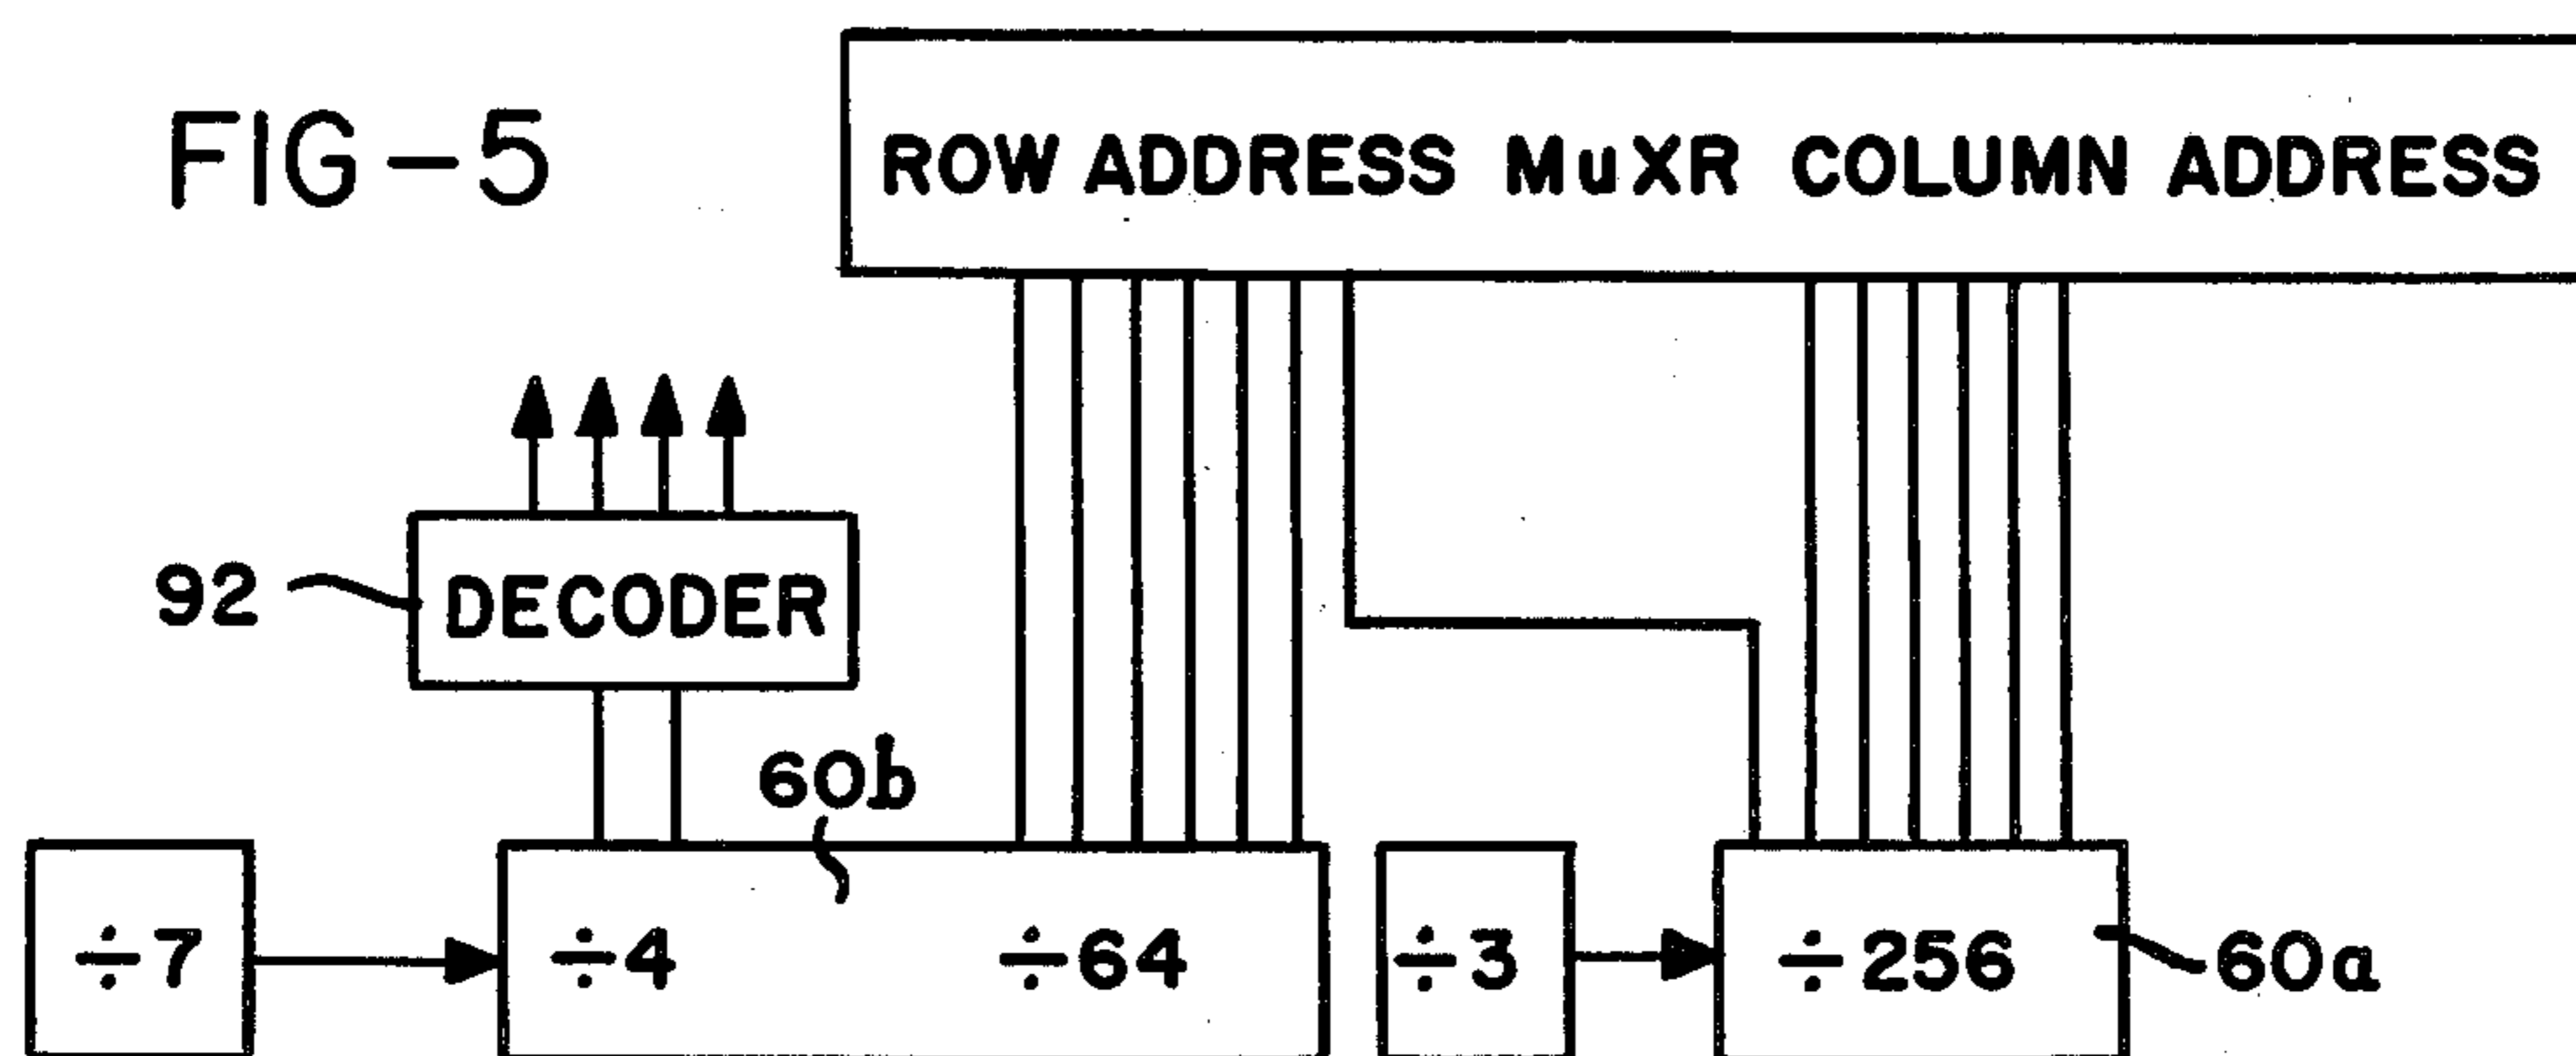 FIG-5
ROW ADDRESS MuXR COLUMN ADDRESS
92
DECODER
60b
÷7
÷4
÷64
÷3
÷256
60a